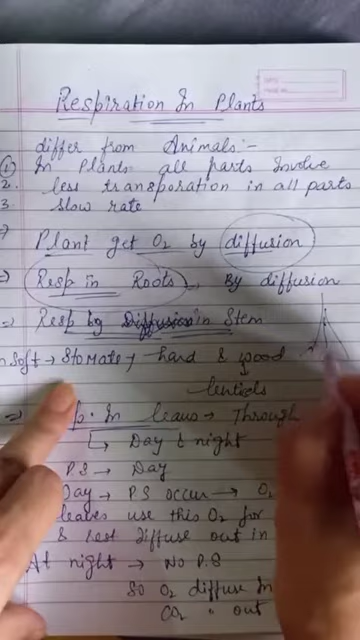 Respiration In Plants
differ from Animals:-
① In Plants all parts Involve
2. less transporation in all parts
3. slow rate
Plant get O2 by diffusion
Resp in Roots → By diffusion
⇒ Resp by Diffusion in Stem
Soft → Stomate, hard & wood
lenticels
⇒ In leaves → Through
Day & night
P.S → Day
Day → P.S occur → O2
leaves use this O2 for
& rest diffuse out in
At night → No P.S
So O2 diffuse In
CO2 " out